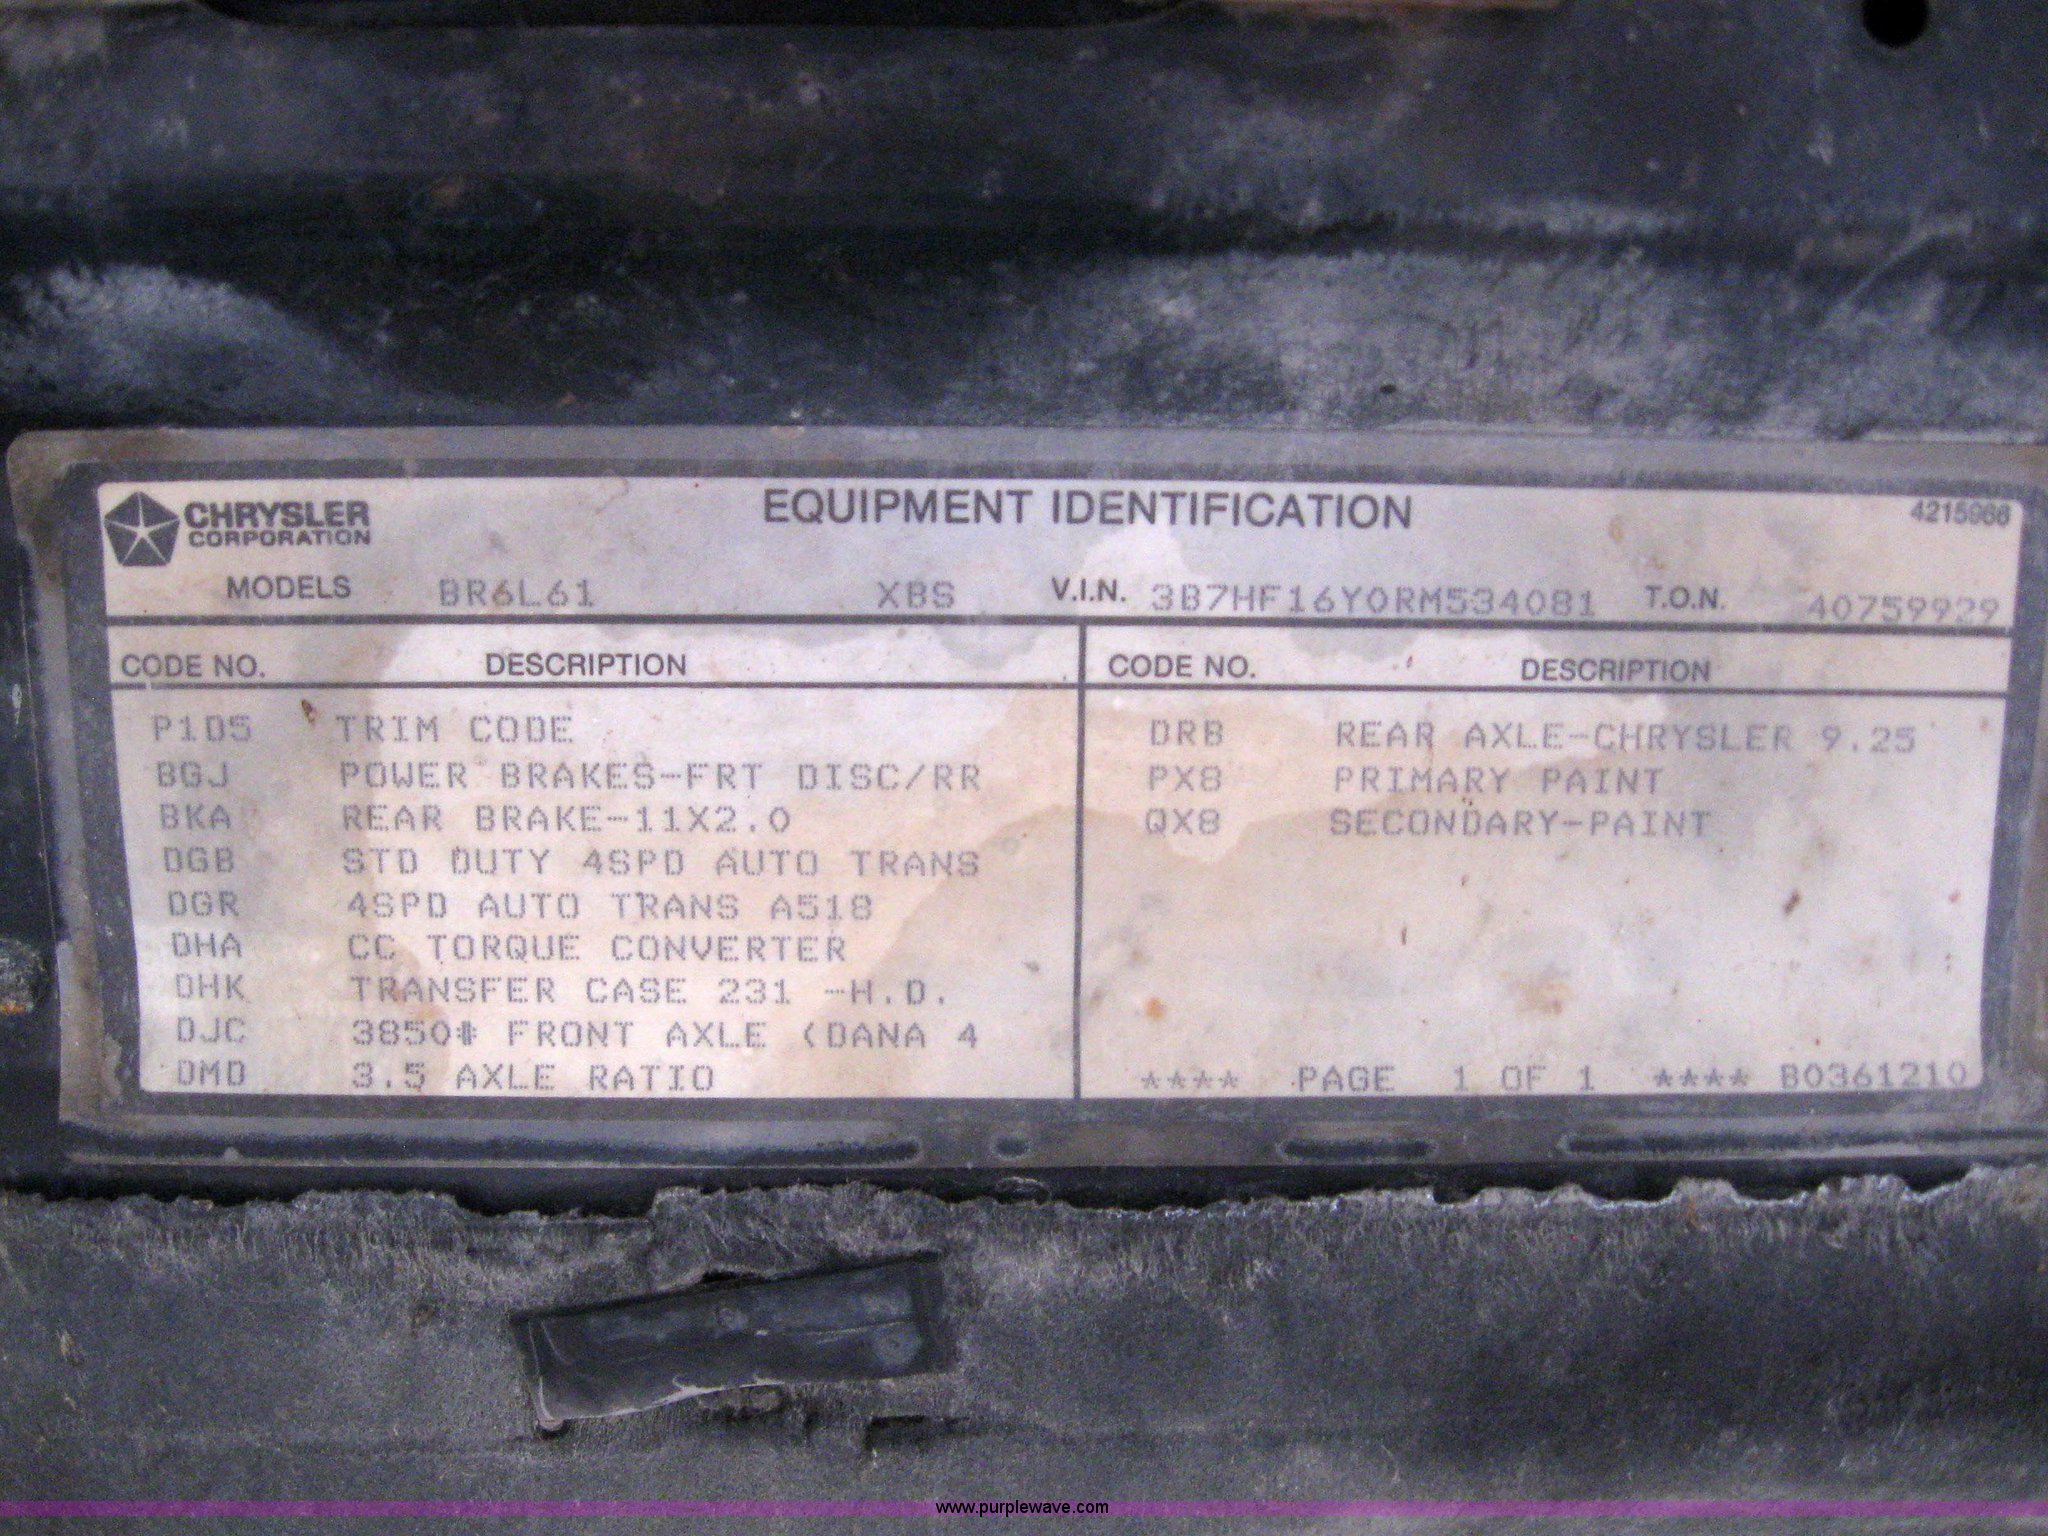 CHRYSLER
CORPORATION
EQUIPMENT IDENTIFICATION
4215966
MODELS BR6L61 XBS V.I.N. 3B7HF16Y0RM534081 T.O.N. 40759929
CODE NO. DESCRIPTION
P1D5 TRIM CODE
BGJ POWER BRAKES-FRT DISC/RR
BKA REAR BRAKE-11X2.0
DGB STD DUTY 4SPD AUTO TRANS
DGR 4SPD AUTO TRANS A518
DHA CC TORQUE CONVERTER
DHK TRANSFER CASE 231 -H.D.
DJC 3850# FRONT AXLE (DANA 4
DMD 3.5 AXLE RATIO
CODE NO. DESCRIPTION
DRB REAR AXLE-CHRYSLER 9.25
PX8 PRIMARY PAINT
QX8 SECONDARY-PAINT
**** PAGE 1 OF 1 **** B0361210
www.purplewave.com